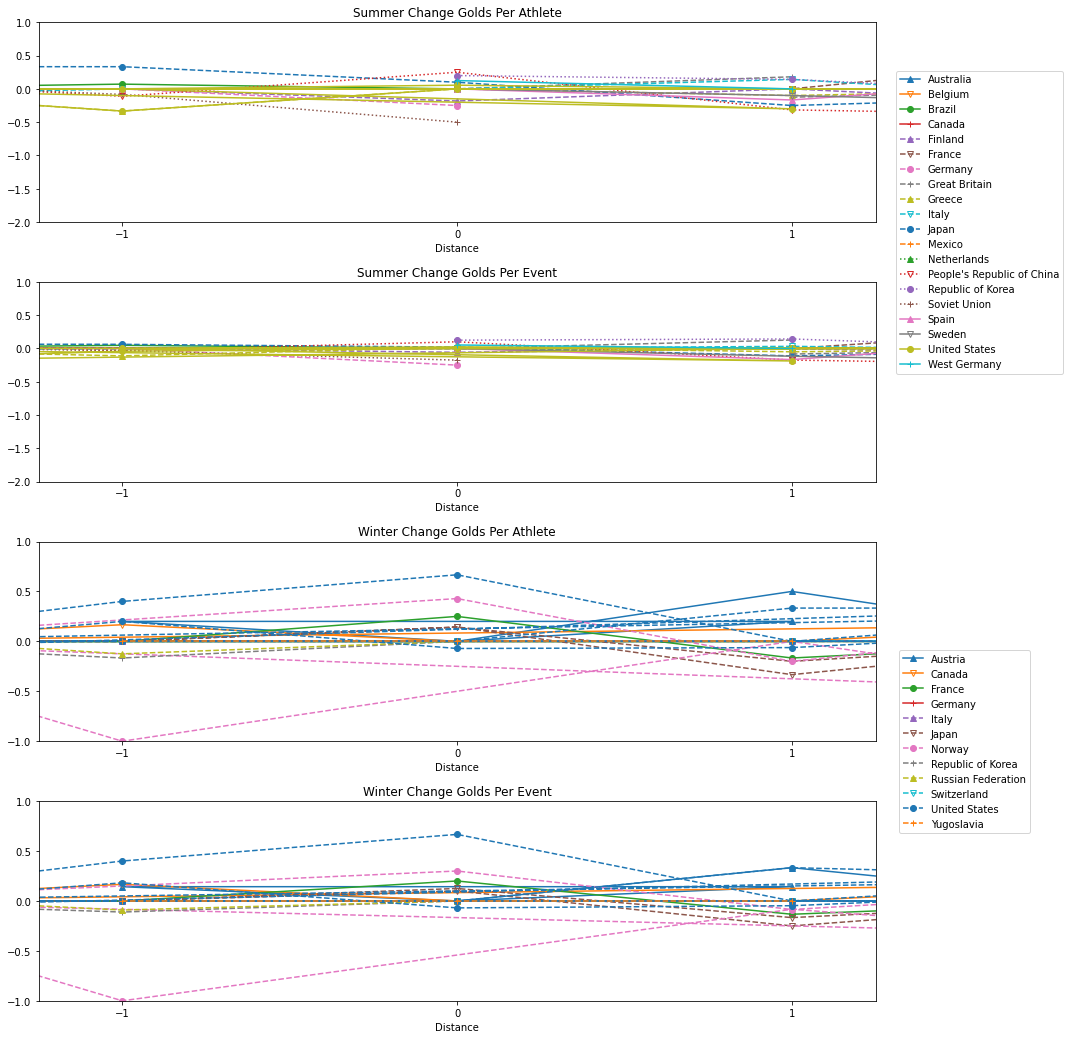 Summer Change Golds Per Athlete
1.0
0.5
0.0
−0.5
−1.0
−1.5
−2.0
−1
0
1
Distance
Australia
Belgium
Brazil
Canada
Finland
France
Germany
Great Britain
Greece
Italy
Japan
Mexico
Netherlands
People's Republic of China
Republic of Korea
Soviet Union
Spain
Sweden
United States
West Germany
Summer Change Golds Per Event
1.0
0.5
0.0
−0.5
−1.0
−1.5
−2.0
−1
0
1
Distance
Winter Change Golds Per Athlete
1.0
0.5
0.0
−0.5
−1.0
−1
0
1
Distance
Austria
Canada
France
Germany
Italy
Japan
Norway
Republic of Korea
Russian Federation
Switzerland
United States
Yugoslavia
Winter Change Golds Per Event
1.0
0.5
0.0
−0.5
−1.0
−1
0
1
Distance